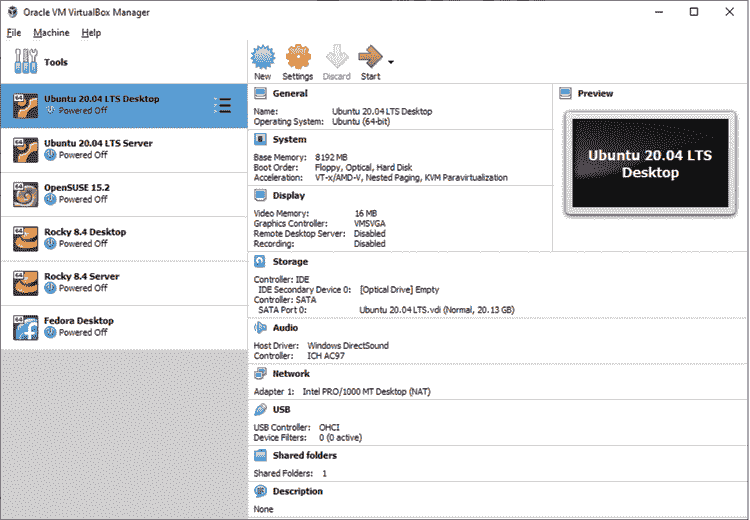 Oracle VM VirtualBox Manager
File Machine Help
Tools
New Settings Discard Start
64 Ubuntu 20.04 LTS Desktop
Powered Off
64 Ubuntu 20.04 LTS Server
Powered Off
64 OpenSUSE 15.2
Powered Off
64 Rocky 8.4 Desktop
Powered Off
64 Rocky 8.4 Server
Powered Off
64 Fedora Desktop
Powered Off
General
Name: Ubuntu 20.04 LTS Desktop
Operating System: Ubuntu (64-bit)
System
Base Memory: 8192 MB
Boot Order: Floppy, Optical, Hard Disk
Acceleration: VT-x/AMD-V, Nested Paging, KVM Paravirtualization
Display
Video Memory: 16 MB
Graphics Controller: VMSVGA
Remote Desktop Server: Disabled
Recording: Disabled
Storage
Controller: IDE
IDE Secondary Device 0: [Optical Drive] Empty
Controller: SATA
SATA Port 0: Ubuntu 20.04 LTS.vdi (Normal, 20.13 GB)
Audio
Host Driver: Windows DirectSound
Controller: ICH AC97
Network
Adapter 1: Intel PRO/1000 MT Desktop (NAT)
USB
USB Controller: OHCI
Device Filters: 0 (0 active)
Shared folders
Shared Folders: 1
Description
None
Preview
Ubuntu 20.04 LTS
Desktop